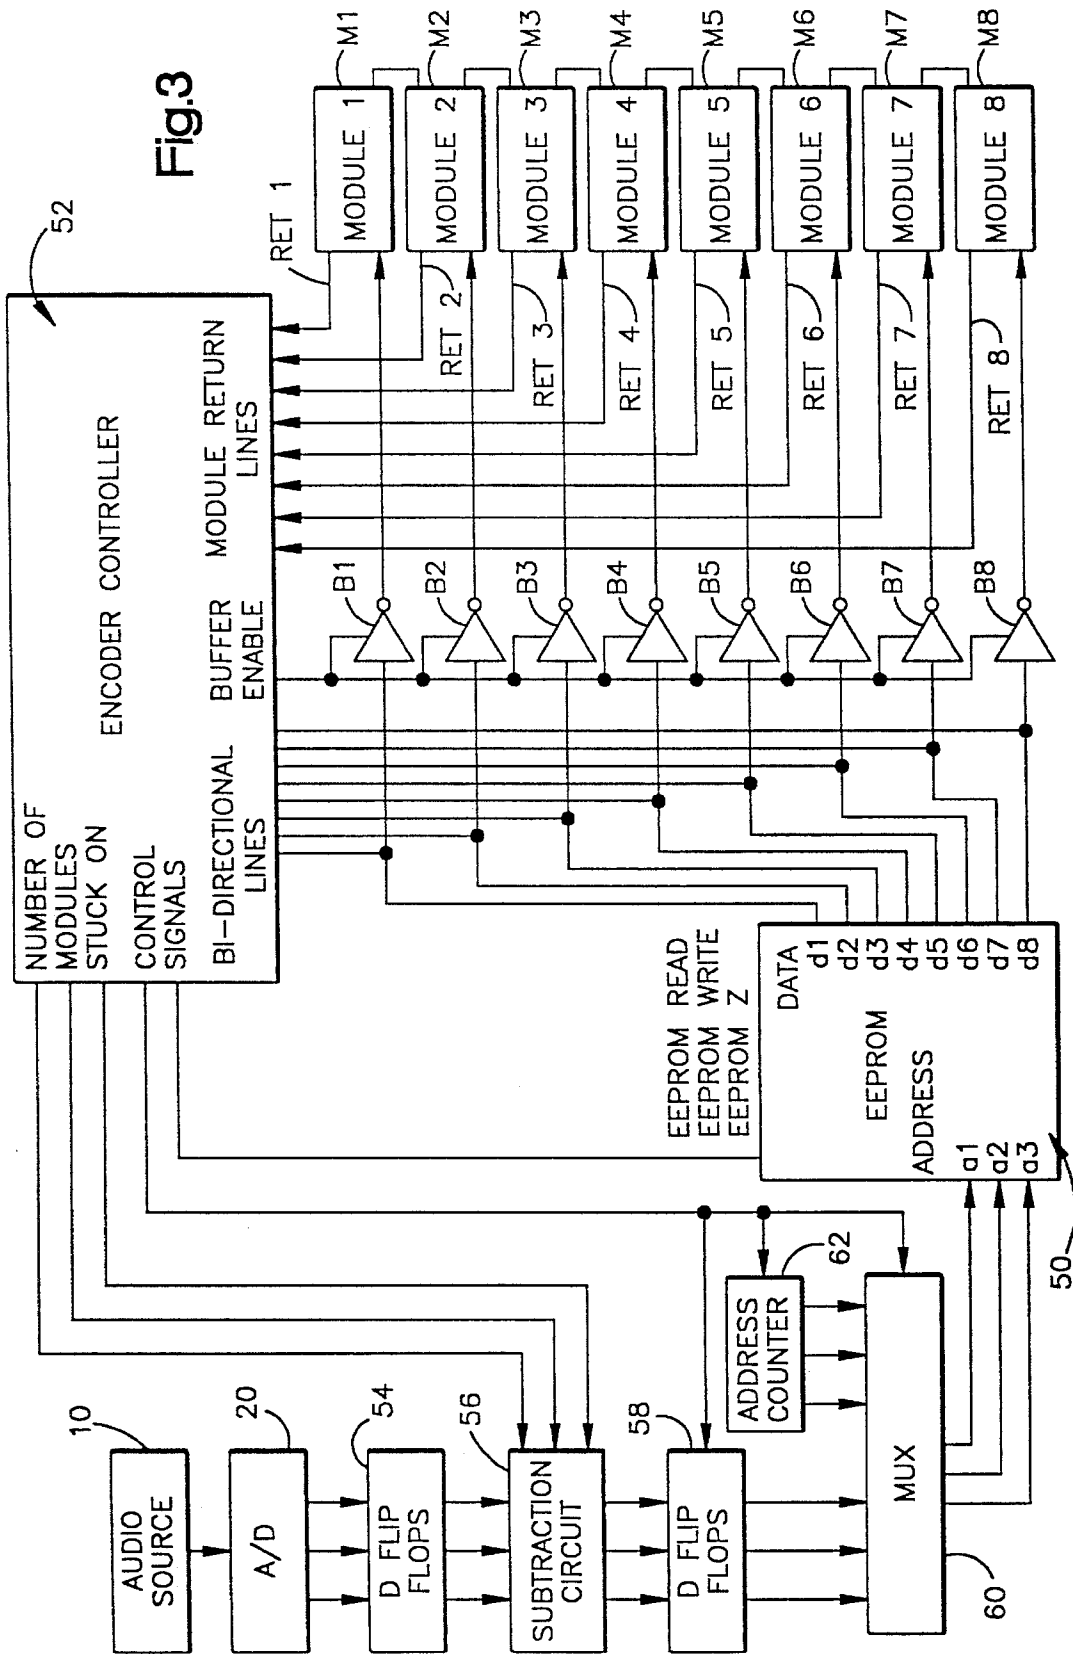 Fig.3
52
NUMBER OF
MODULES
STUCK ON
CONTROL
SIGNALS
ENCODER CONTROLLER
BI-DIRECTIONAL
LINES
BUFFER
ENABLE
MODULE RETURN
LINES
10
AUDIO
SOURCE
20
A/D
54
D FLIP
FLOPS
56
SUBTRACTION
CIRCUIT
58
D FLIP
FLOPS
62
ADDRESS
COUNTER
MUX
60
EEPROM READ
EEPROM WRITE
EEPROM Z
DATA
d1
d2
d3
d4
d5
d6
d7
d8
EEPROM
ADDRESS
a1
a2
a3
50
B1
B2
B3
B4
B5
B6
B7
B8
RET 1
RET 2
RET 3
RET 4
RET 5
RET 6
RET 7
RET 8
MODULE 1
MODULE 2
MODULE 3
MODULE 4
MODULE 5
MODULE 6
MODULE 7
MODULE 8
M1
M2
M3
M4
M5
M6
M7
M8